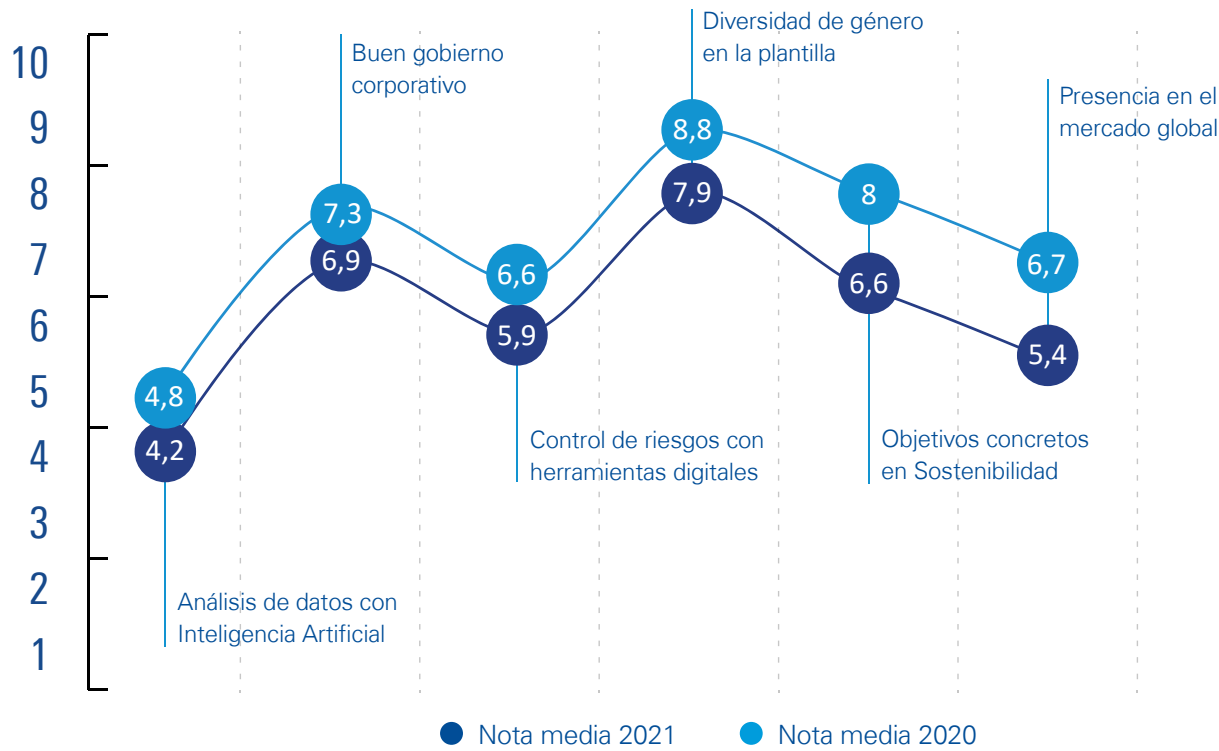 10
9
8
7
6
5
4
3
2
1
Buen gobierno
corporativo
Diversidad de género
en la plantilla
Presencia en el
mercado global
4,8
7,3
6,6
8,8
8
6,7
4,2
6,9
5,9
7,9
6,6
5,4
Análisis de datos con
Inteligencia Artificial
Control de riesgos con
herramientas digitales
Objetivos concretos
en Sostenibilidad
Nota media 2021
Nota media 2020